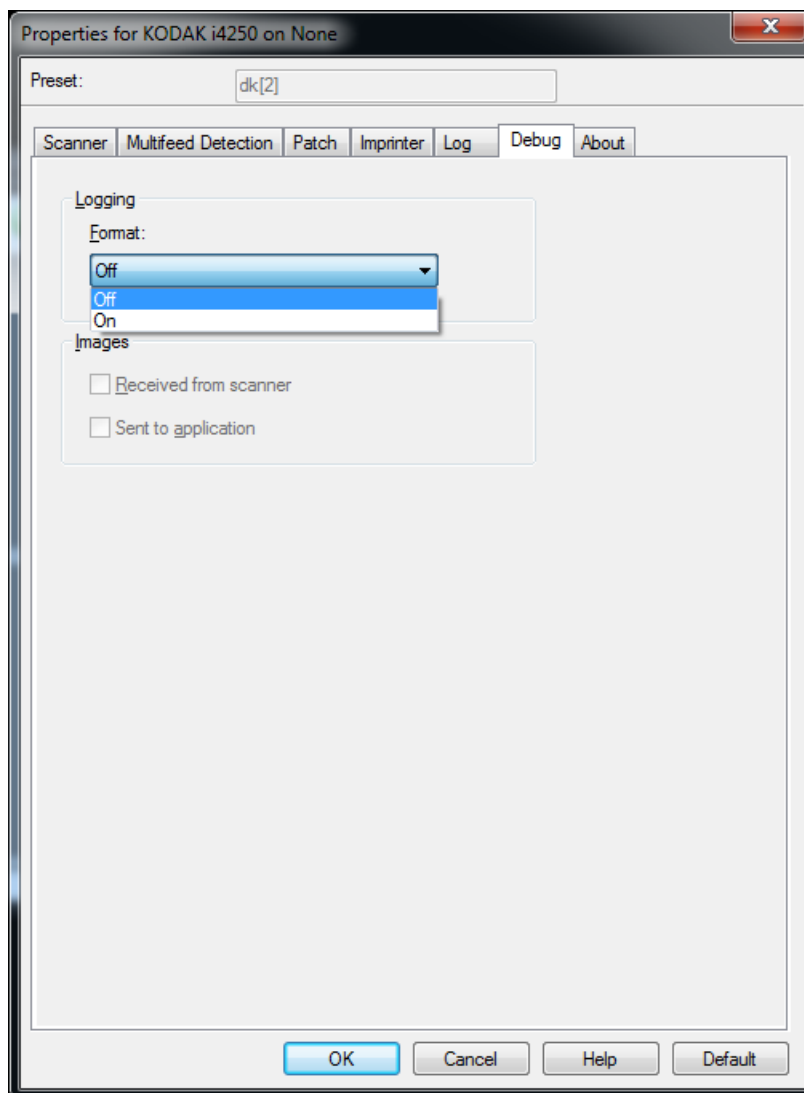 Properties for KODAK i4250 on None
Preset:
dk[2]
Scanner Multifeed Detection Patch Imprinter Log Debug About
Logging
Format:
Off
Off
On
Images
Received from scanner
Sent to application
OK Cancel Help Default